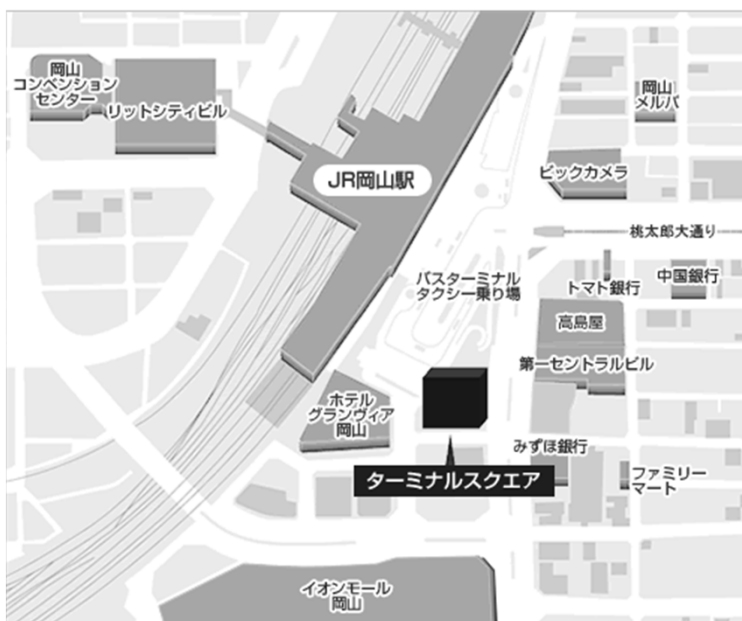 岡山
コンベンション
センター
リットシティビル
岡山
メルパ
JR岡山駅
ビックカメラ
桃太郎大通り
バスターミナル
タクシー乗り場
トマト銀行
中国銀行
高島屋
第一セントラルビル
ホテル
グランヴィア
岡山
みずほ銀行
ターミナルスクエア
ファミリー
マート
イオンモール
岡山